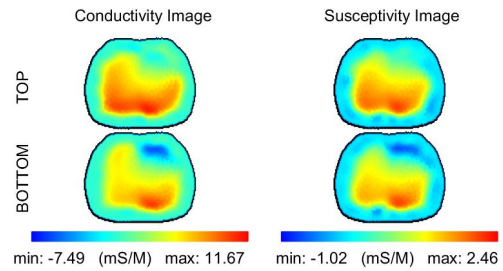 Conductivity Image
Susceptivity Image
TOP
BOTTOM
min: -7.49 (mS/M) max: 11.67
min: -1.02 (mS/M) max: 2.46